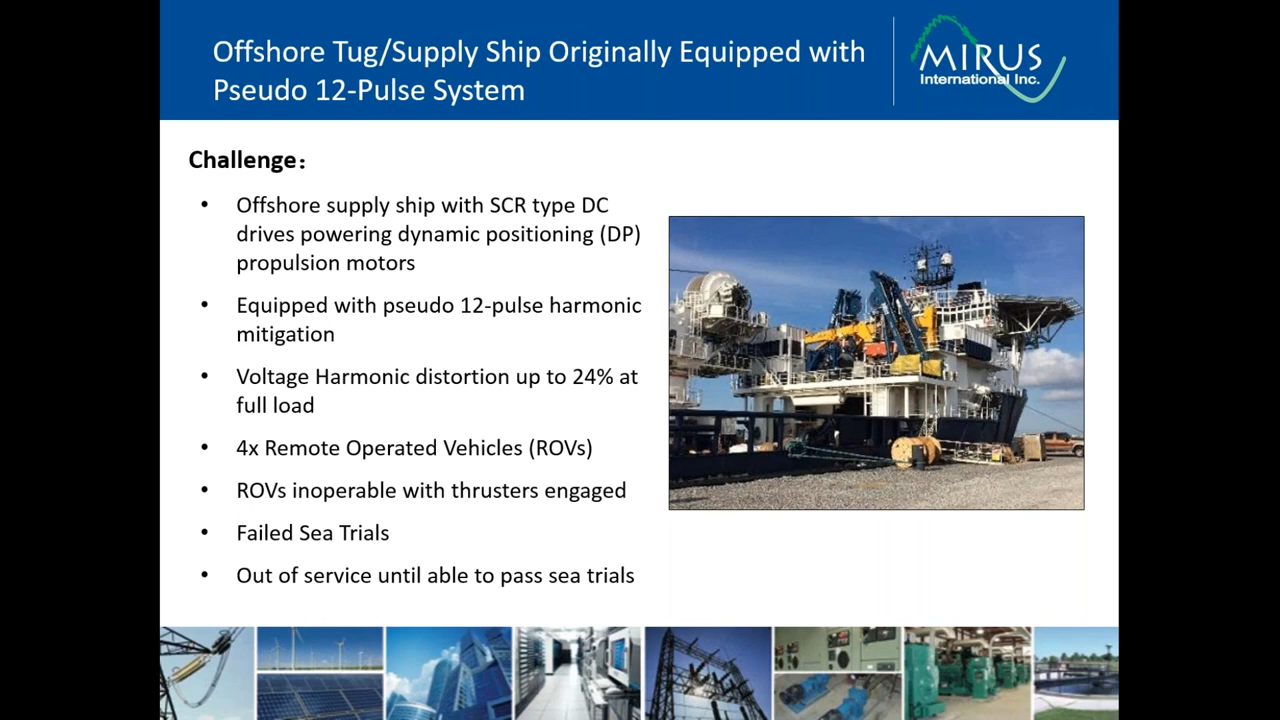 Offshore Tug/Supply Ship Originally Equipped with
Pseudo 12-Pulse System
MIRUS
International Inc.
Challenge：
• Offshore supply ship with SCR type DC
drives powering dynamic positioning (DP)
propulsion motors
• Equipped with pseudo 12-pulse harmonic
mitigation
• Voltage Harmonic distortion up to 24% at
full load
• 4x Remote Operated Vehicles (ROVs)
• ROVs inoperable with thrusters engaged
• Failed Sea Trials
• Out of service until able to pass sea trials